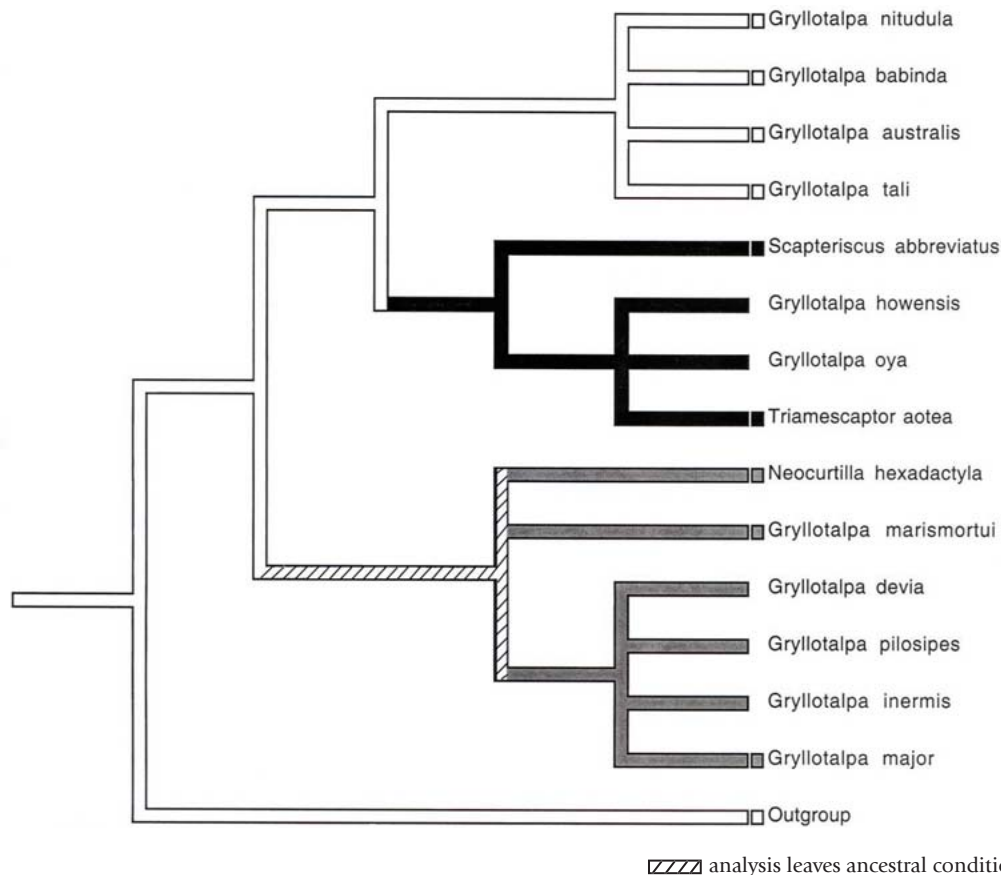 Gryllotalpa nitudula
Gryllotalpa babinda
Gryllotalpa australis
Gryllotalpa tali
Scapteriscus abbreviatus
Gryllotalpa howensis
Gryllotalpa oya
Triamescaptor aotea
Neocurtilla hexadactyla
Gryllotalpa marismortui
Gryllotalpa devia
Gryllotalpa pilosipes
Gryllotalpa inermis
Gryllotalpa major
Outgroup
analysis leaves ancestral